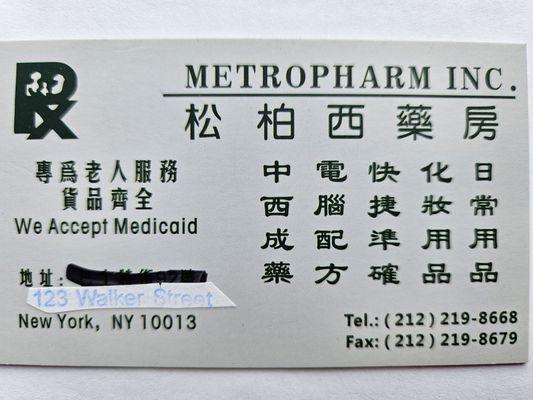 Rx
METROPHARM INC.
松柏西藥房
專爲老人服務
貨品齊全
We Accept Medicaid
中西成藥
電腦配方
快捷準確
化妝用品
日常用品
地址:
123 Walker Street
New York, NY 10013
Tel.: (212) 219-8668
Fax: (212) 219-8679